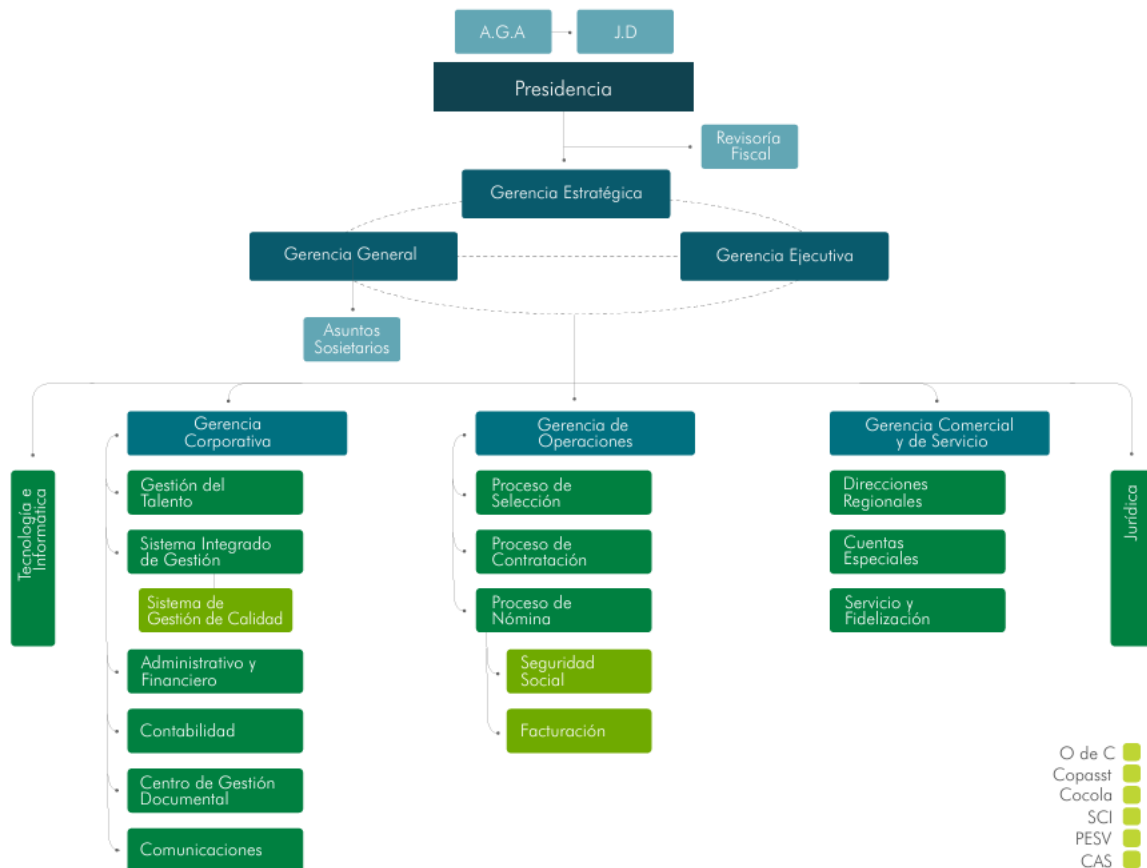 A.G.A
J.D
Presidencia
Revisoría
Fiscal
Gerencia Estratégica
Gerencia General
Gerencia Ejecutiva
Asuntos
Sosietarios
Tecnología e
Informática
Gerencia
Corporativa
Gestión del
Talento
Sistema Integrado
de Gestión
Sistema de
Gestión de Calidad
Administrativo y
Financiero
Contabilidad
Centro de Gestión
Documental
Comunicaciones
Gerencia de
Operaciones
Proceso de
Selección
Proceso de
Contratación
Proceso de
Nómina
Seguridad
Social
Facturación
Gerencia Comercial
y de Servicio
Direcciones
Regionales
Cuentas
Especiales
Servicio y
Fidelización
Jurídica
O de C
Copasst
Cocola
SCI
PESV
CAS